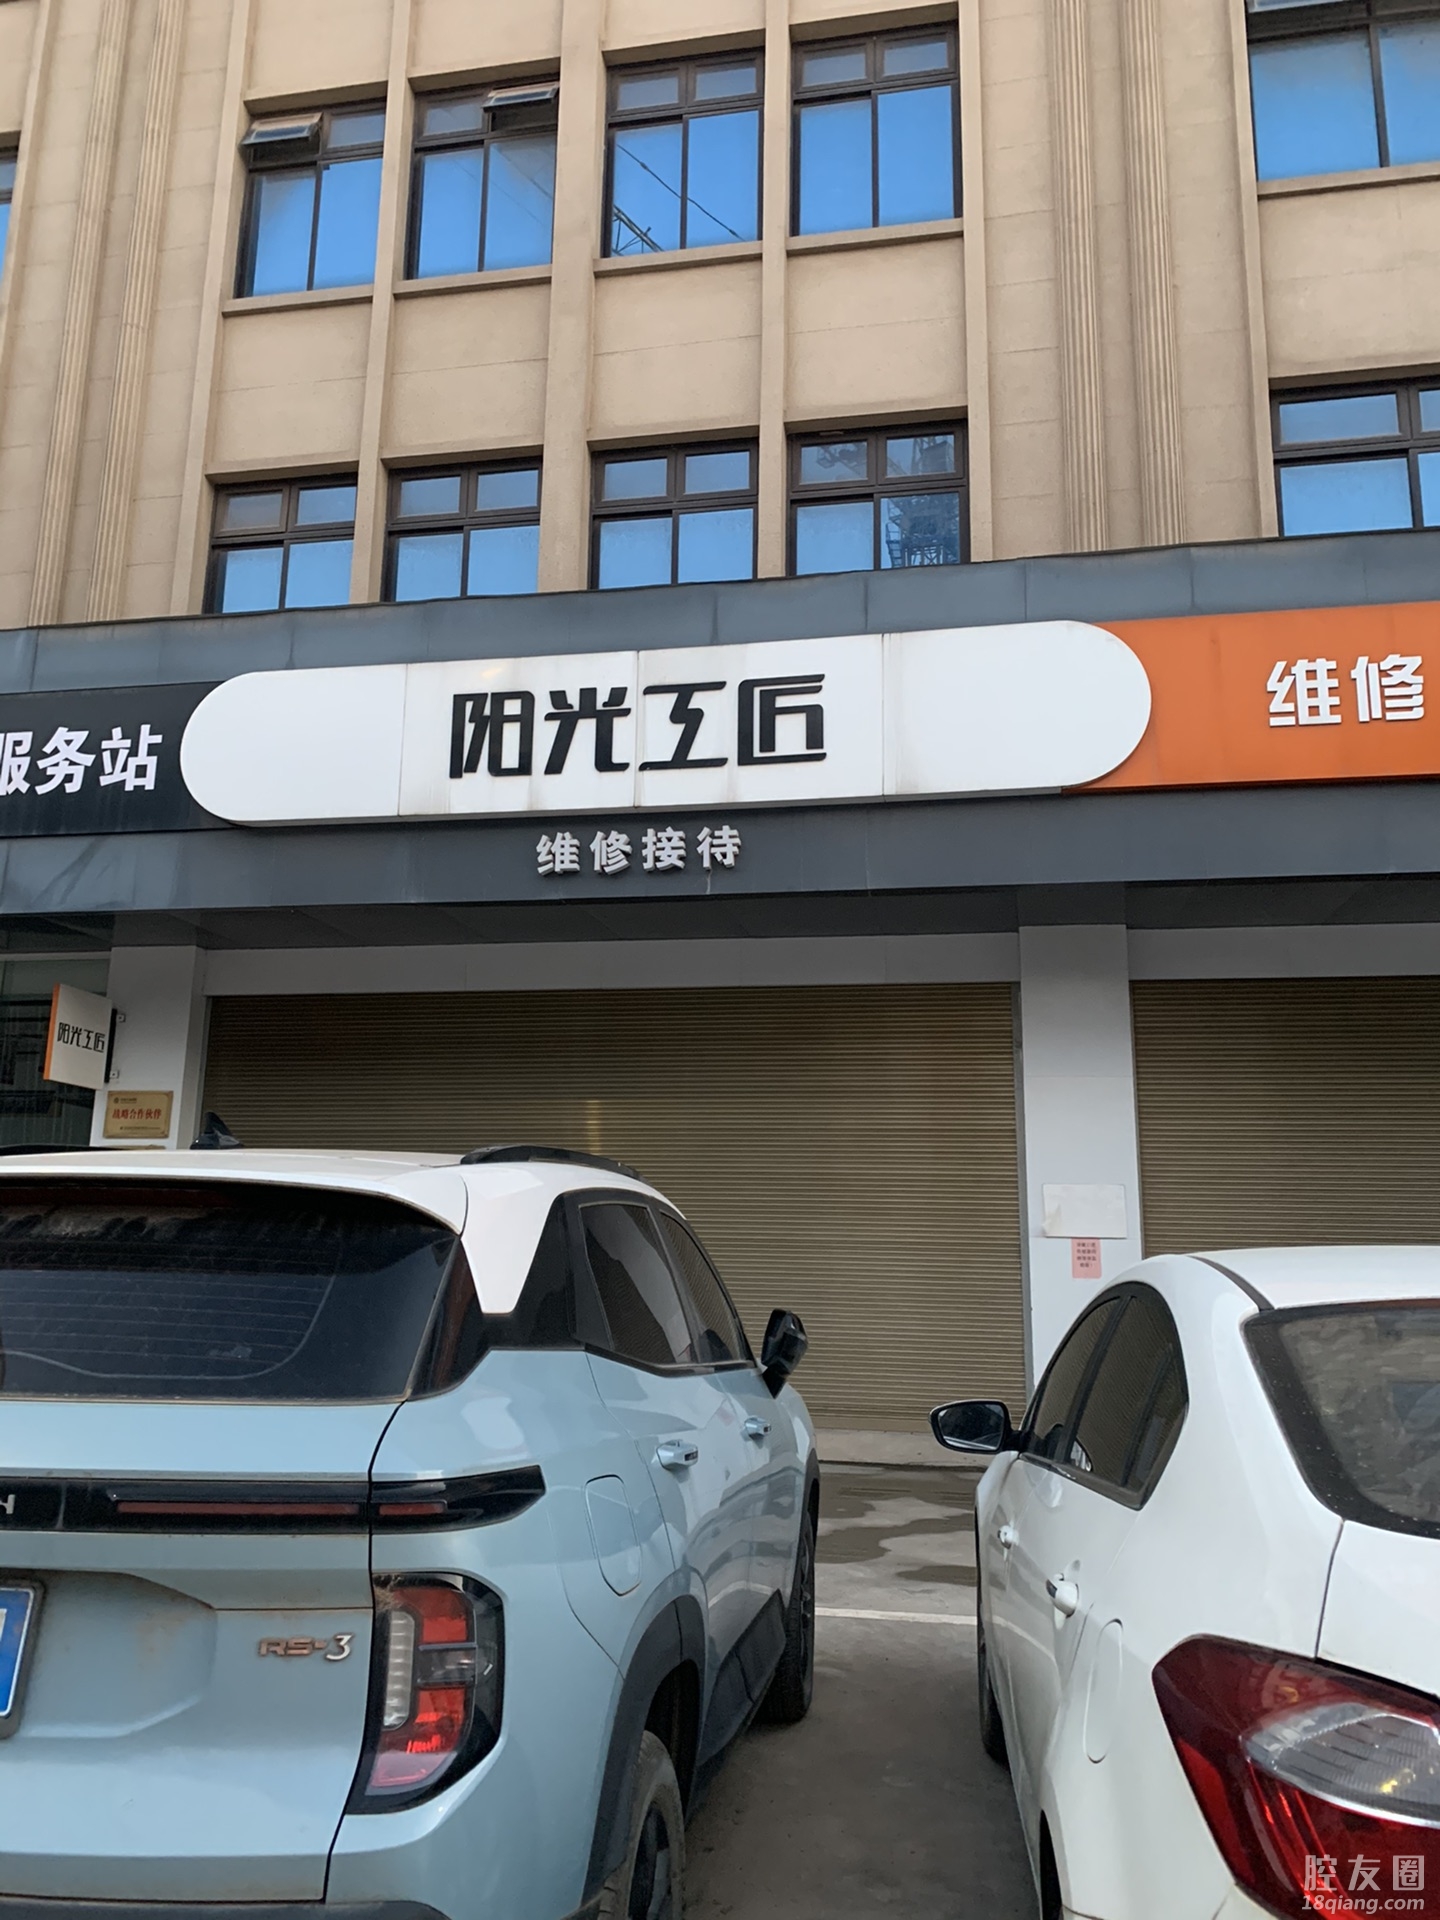 服务站
阳光工匠
维修
维修接待
阳光工匠
战略合作伙伴
RS-3
腔友圈
18qiang.com